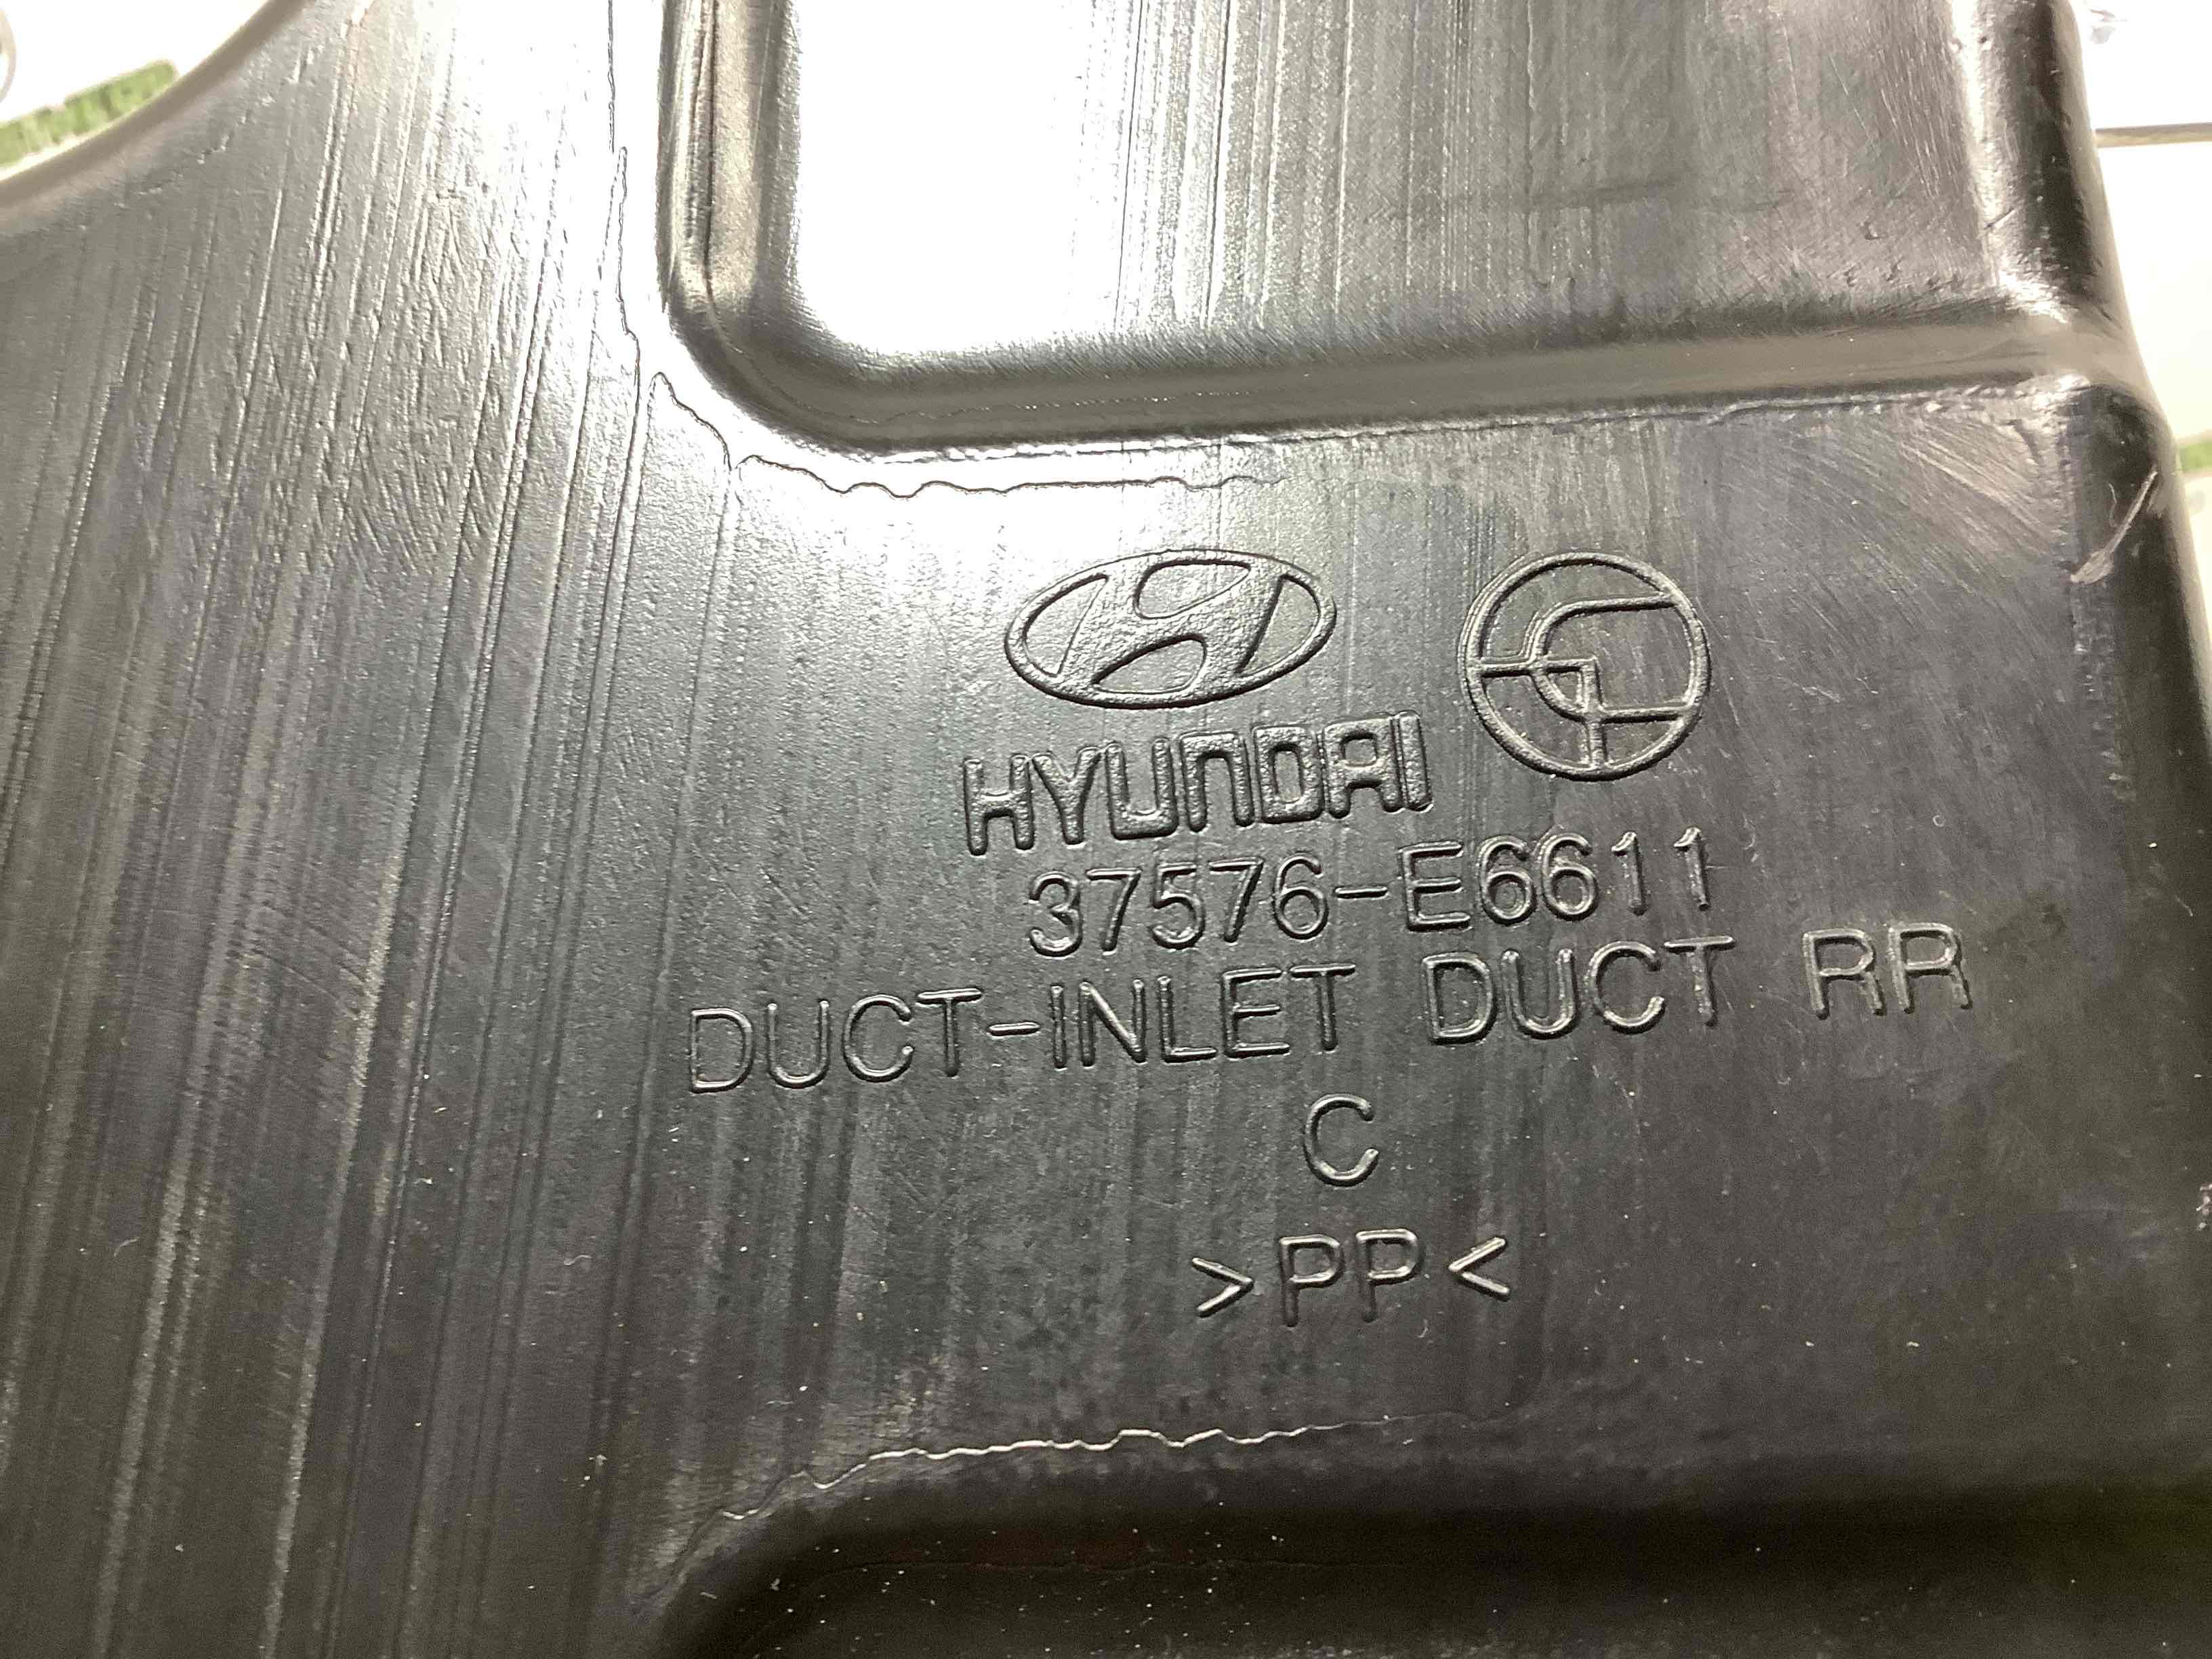 HYUNDAI
37576-E6611
DUCT-INLET DUCT RR
C
>PP<